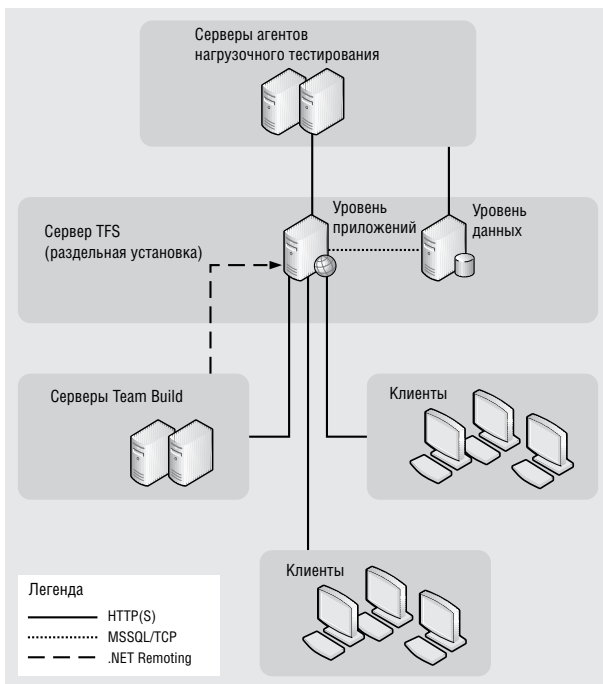 Серверы агентов
нагрузочного тестирования
Сервер TFS
(раздельная установка)
Уровень
приложений
Уровень
данных
Серверы Team Build
Клиенты
Клиенты
Легенда
HTTP(S)
MSSQL/TCP
.NET Remoting